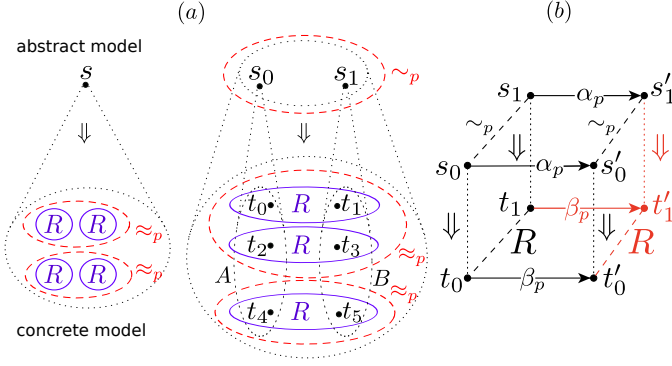 (a) (b)
abstract model
s s₀ s₁ ∼ₚ
⇓ ⇓
R R ≈ₚ
R R ≈ₚ
concrete model
t₀ R t₁
t₂ R t₃ ≈ₚ
A B
≈ₚ
t₄ R t₅
s₁ αₚ s′₁
∼ₚ ∼ₚ
⇓ ⇓
s₀ αₚ s′₀
t₁ βₚ t′₁
⇓ ⇓
R R
t₀ βₚ t′₀